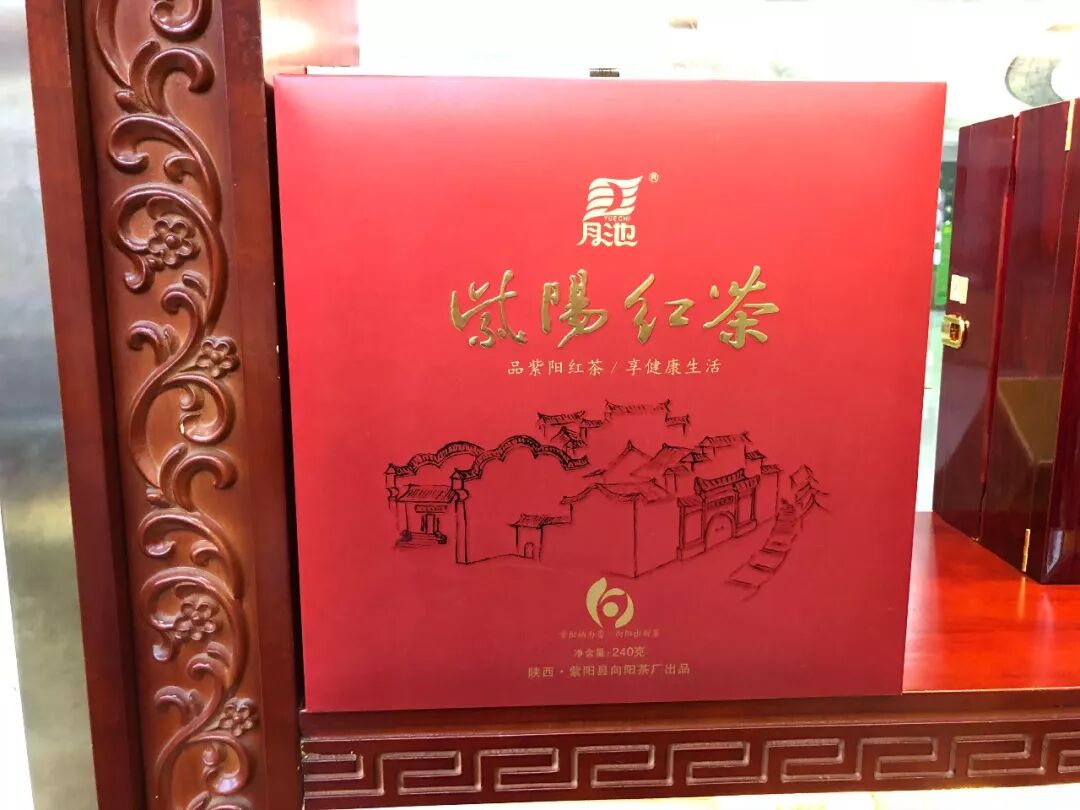 ®
YUE CHI
月池
紫陽红茶
品紫阳红茶 / 享健康生活
净含量: 240克
陕西·紫阳县向阳茶厂出品